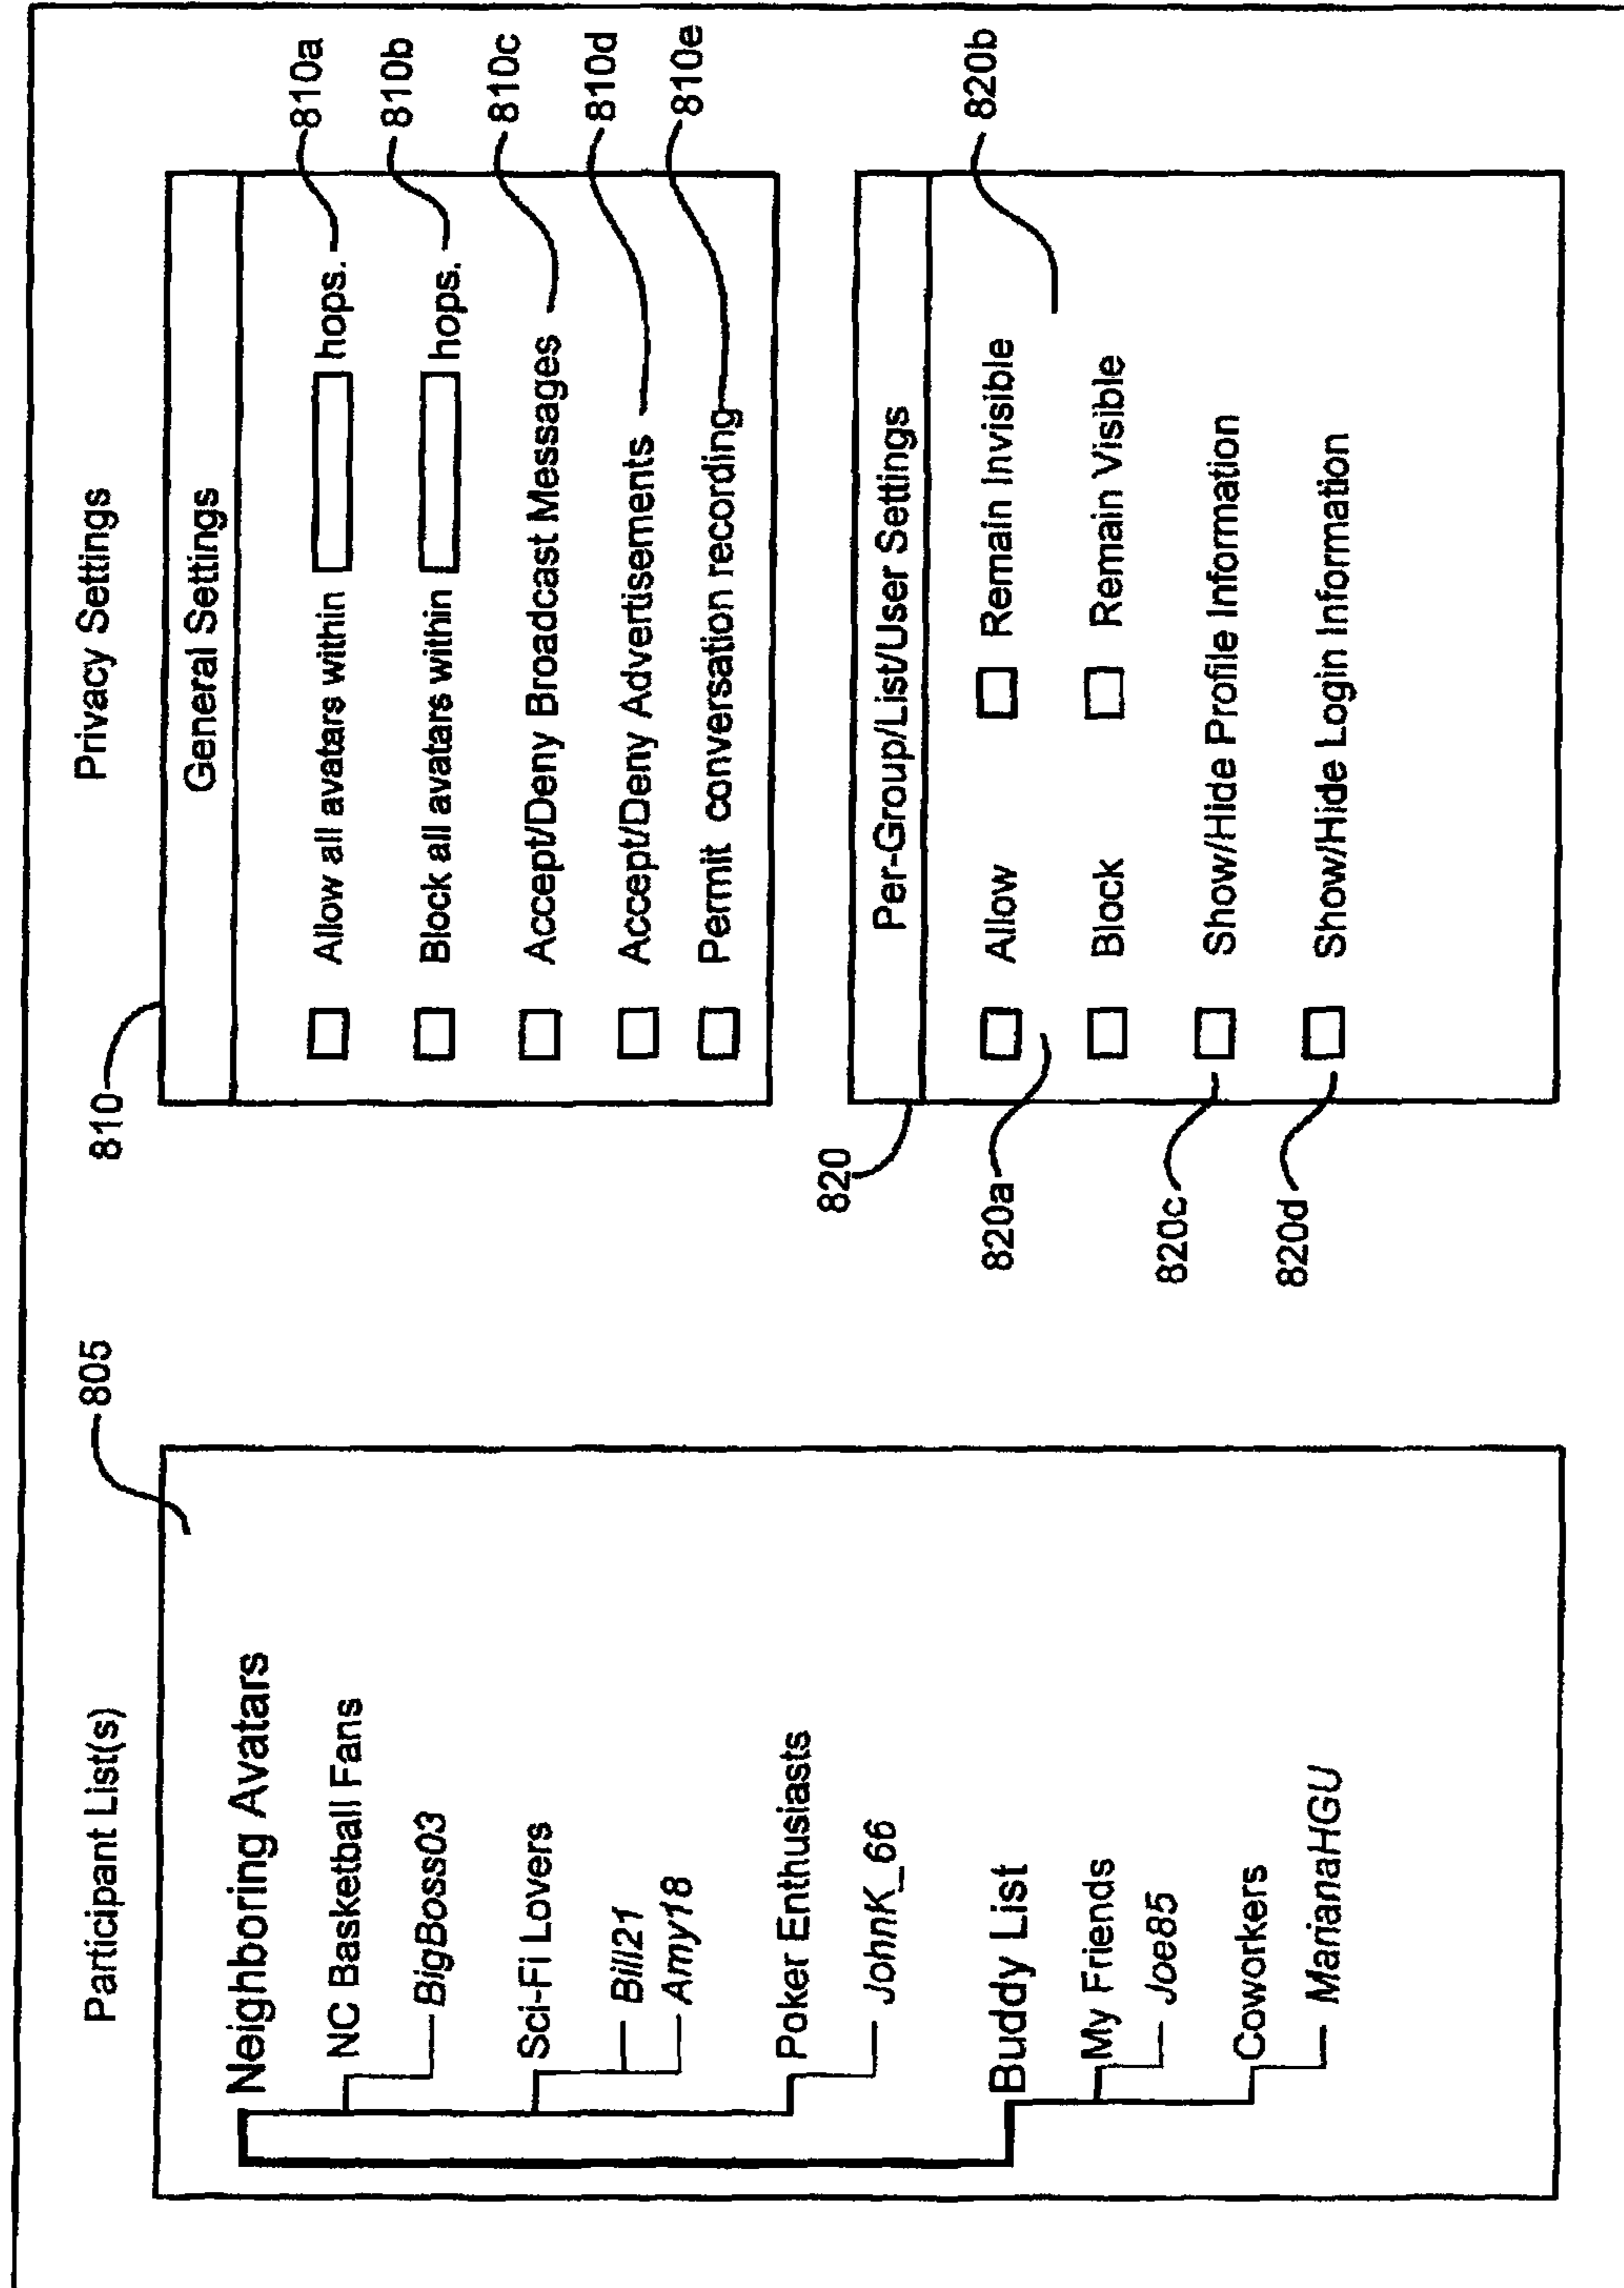 Participant List(s)
805
Neighboring Avatars
NC Basketball Fans
BigBoss03
Sci-Fi Lovers
Bill21
Amy18
Poker Enthusiasts
JohnK_66
Buddy List
My Friends
Joe85
Coworkers
MarianaHGU
Privacy Settings
810
General Settings
Allow all avatars within hops. 810a
Block all avatars within hops. 810b
Accept/Deny Broadcast Messages 810c
Accept/Deny Advertisements 810d
Permit conversation recording 810e
820
Per-Group/List/User Settings
820a Allow Remain Invisible 820b
Block Remain Visible
820c Show/Hide Profile Information
820d Show/Hide Login Information